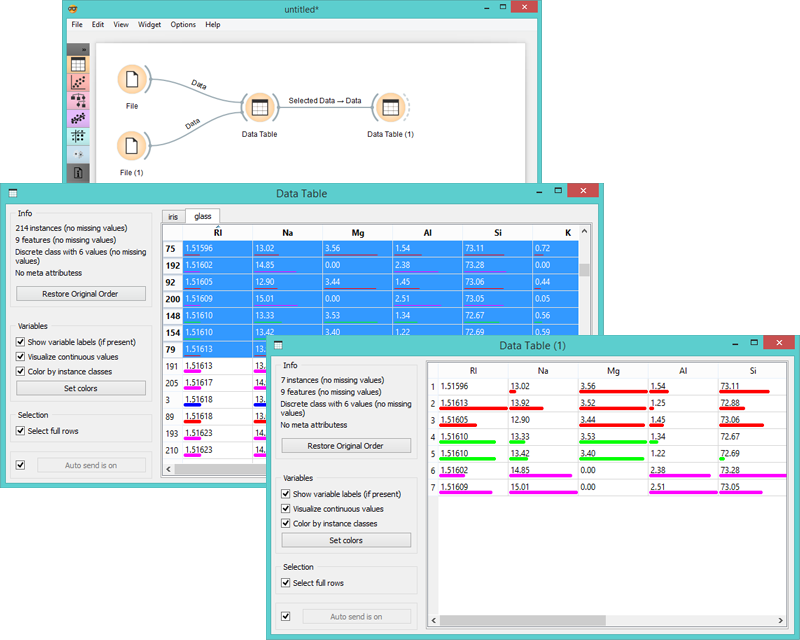 untitled*
File Edit View Widget Options Help
Data
Selected Data → Data
File
Data
Data Table
Data Table (1)
File (1)
Data Table
Info
214 instances (no missing values)
9 features (no missing values)
Discrete class with 6 values (no missing
values)
No meta attributess
Restore Original Order
Variables
Show variable labels (if present)
Visualize continuous values
Color by instance classes
Set colors
Selection
Select full rows
Auto send is on
iris glass
RI Na Mg Al Si K
75 1.51596 13.02 3.56 1.54 73.11 0.72
192 1.51602 14.85 0.00 2.38 73.28 0.00
92 1.51605 12.90 3.44 1.45 73.06 0.44
200 1.51609 15.01 0.00 2.51 73.05 0.05
148 1.51610 13.33 3.53 1.34 72.67 0.56
154 1.51610 13.42 3.40 1.22 72.69 0.59
79 1.51613 13.
191 1.51613 13.
205 1.51617 14.
3 1.51618 13.
89 1.51618 13.
193 1.51623 14.
210 1.51623 14.
Data Table (1)
Info
7 instances (no missing values)
9 features (no missing values)
Discrete class with 6 values (no missing
values)
No meta attributess
Restore Original Order
Variables
Show variable labels (if present)
Visualize continuous values
Color by instance classes
Set colors
Selection
Select full rows
Auto send is on
RI Na Mg Al Si
1 1.51596 13.02 3.56 1.54 73.11
2 1.51613 13.92 3.52 1.25 72.88
3 1.51605 12.90 3.44 1.45 73.06
4 1.51610 13.33 3.53 1.34 72.67
5 1.51610 13.42 3.40 1.22 72.69
6 1.51602 14.85 0.00 2.38 73.28
7 1.51609 15.01 0.00 2.51 73.05